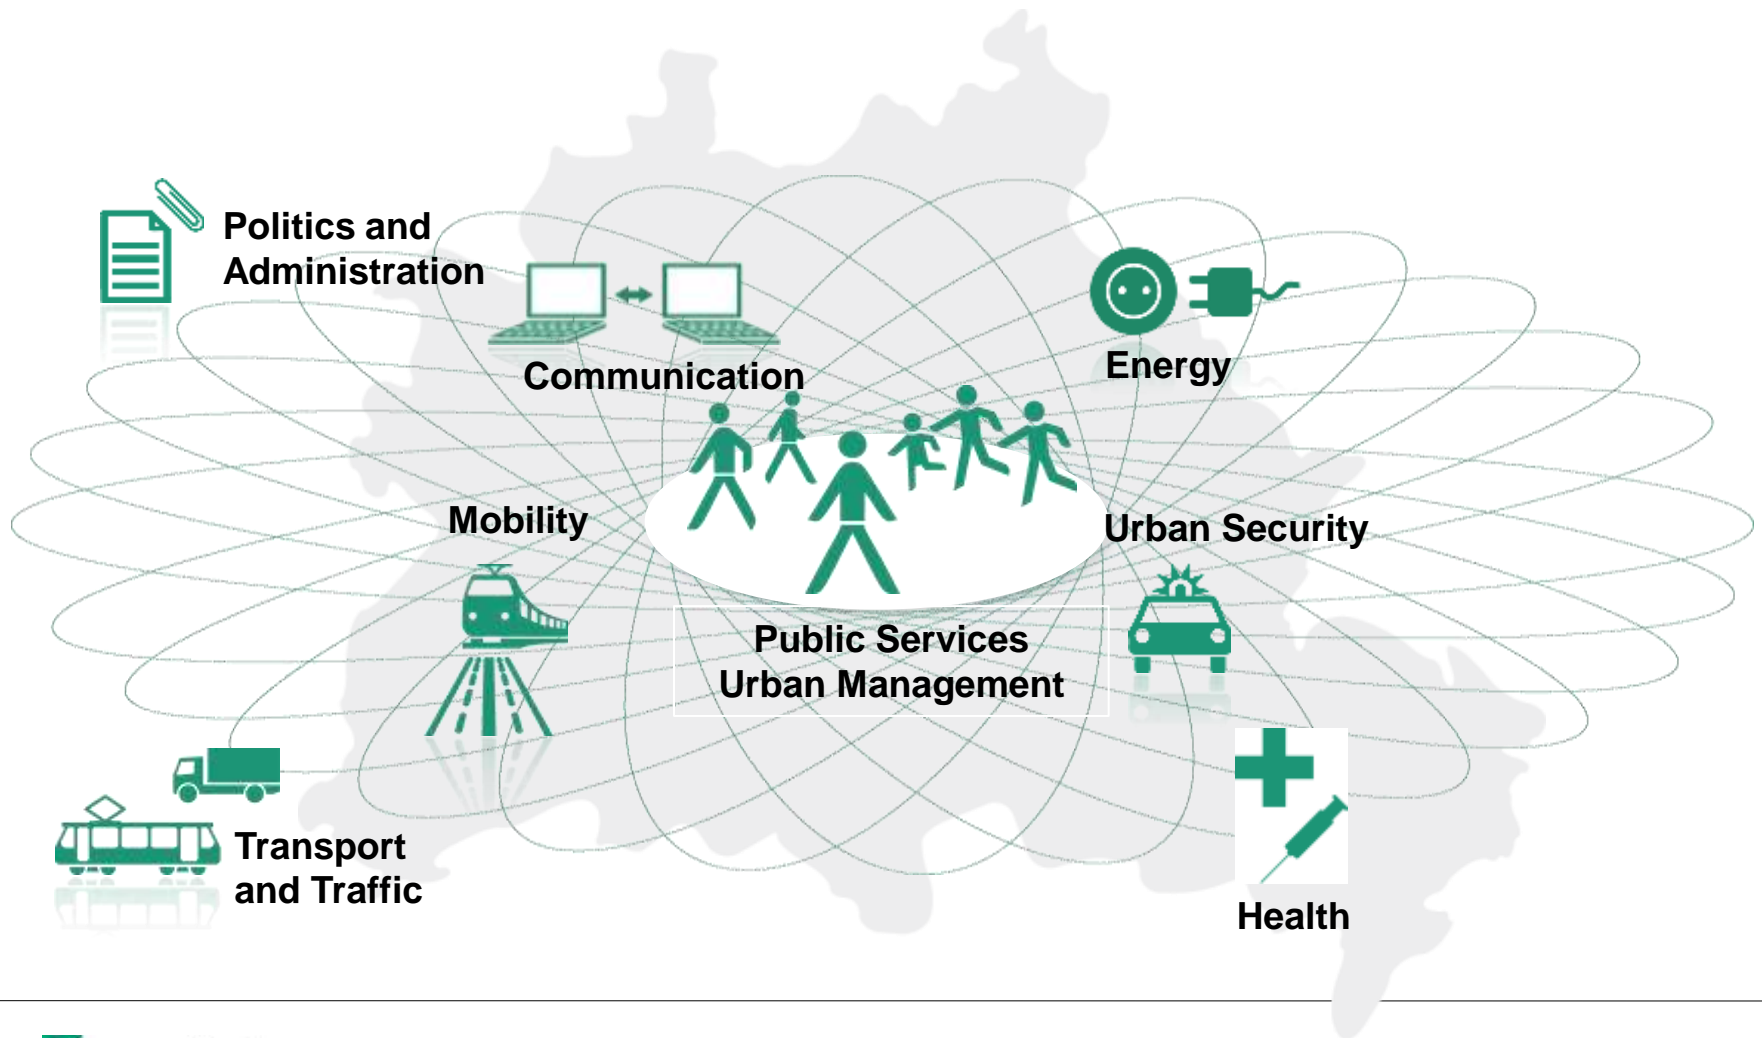 Politics and
Administration
Communication
Energy
Mobility
Urban Security
Public Services
Urban Management
Transport
and Traffic
Health